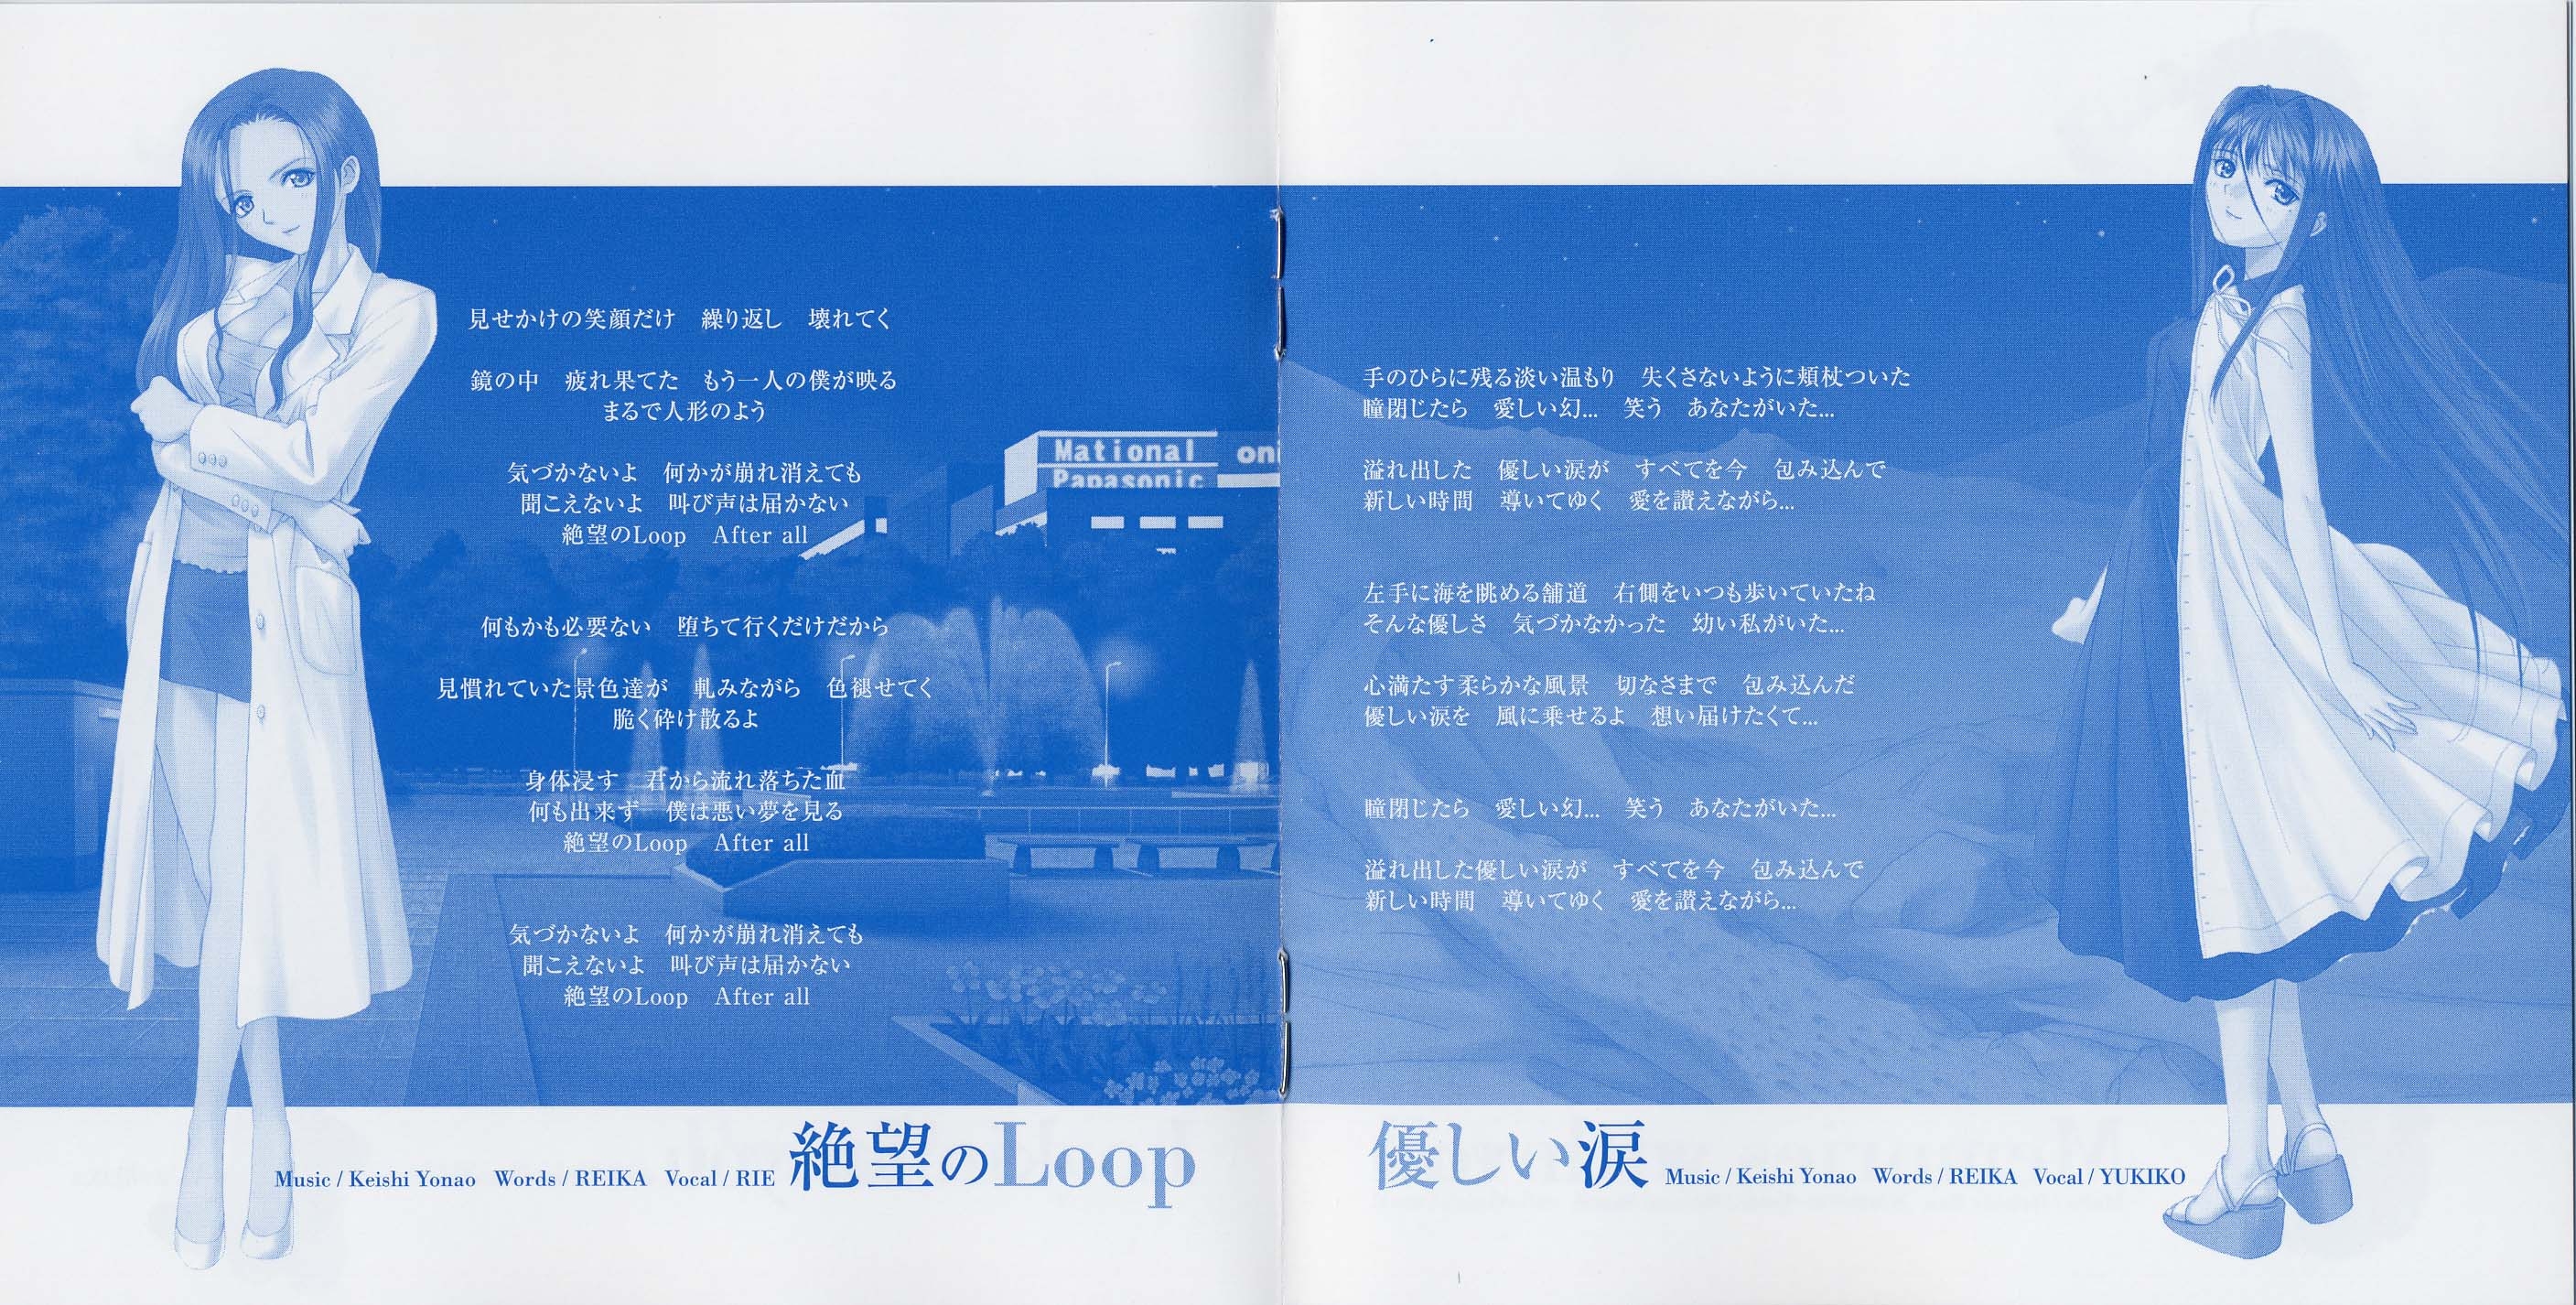 見せかけの笑顔だけ　繰り返し　壊れてく
鏡の中　疲れ果てた　もう一人の僕が映る
まるで人形のよう
気づかないよ　何かが崩れ消えても
聞こえないよ　叫び声は届かない
絶望のLoop　After all
何もかも必要ない　堕ちて行くだけだから
見慣れていた景色達が　軋みながら　色褪せてく
脆く砕け散るよ
身体浸す　君から流れ落ちた血
何も出来ず　僕は悪い夢を見る
絶望のLoop　After all
気づかないよ　何かが崩れ消えても
聞こえないよ　叫び声は届かない
絶望のLoop　After all
Mational
Papasonic
oni
Music / Keishi Yonao　Words / REIKA　Vocal / RIE　絶望のLoop
手のひらに残る淡い温もり　失くさないように頬杖ついた
瞳閉じたら　愛しい幻...　笑う　あなたがいた...
溢れ出した　優しい涙が　すべてを今　包み込んで
新しい時間　導いてゆく　愛を讃えながら...
左手に海を眺める舗道　右側をいつも歩いていたね
そんな優しさ　気づかなかった　幼い私がいた...
心満たす柔らかな風景　切なさまで　包み込んだ
優しい涙を　風に乗せるよ　想い届けたくて...
瞳閉じたら　愛しい幻...　笑う　あなたがいた...
溢れ出した優しい涙が　すべてを今　包み込んで
新しい時間　導いてゆく　愛を讃えながら...
優しい涙　Music / Keishi Yonao　Words / REIKA　Vocal / YUKIKO